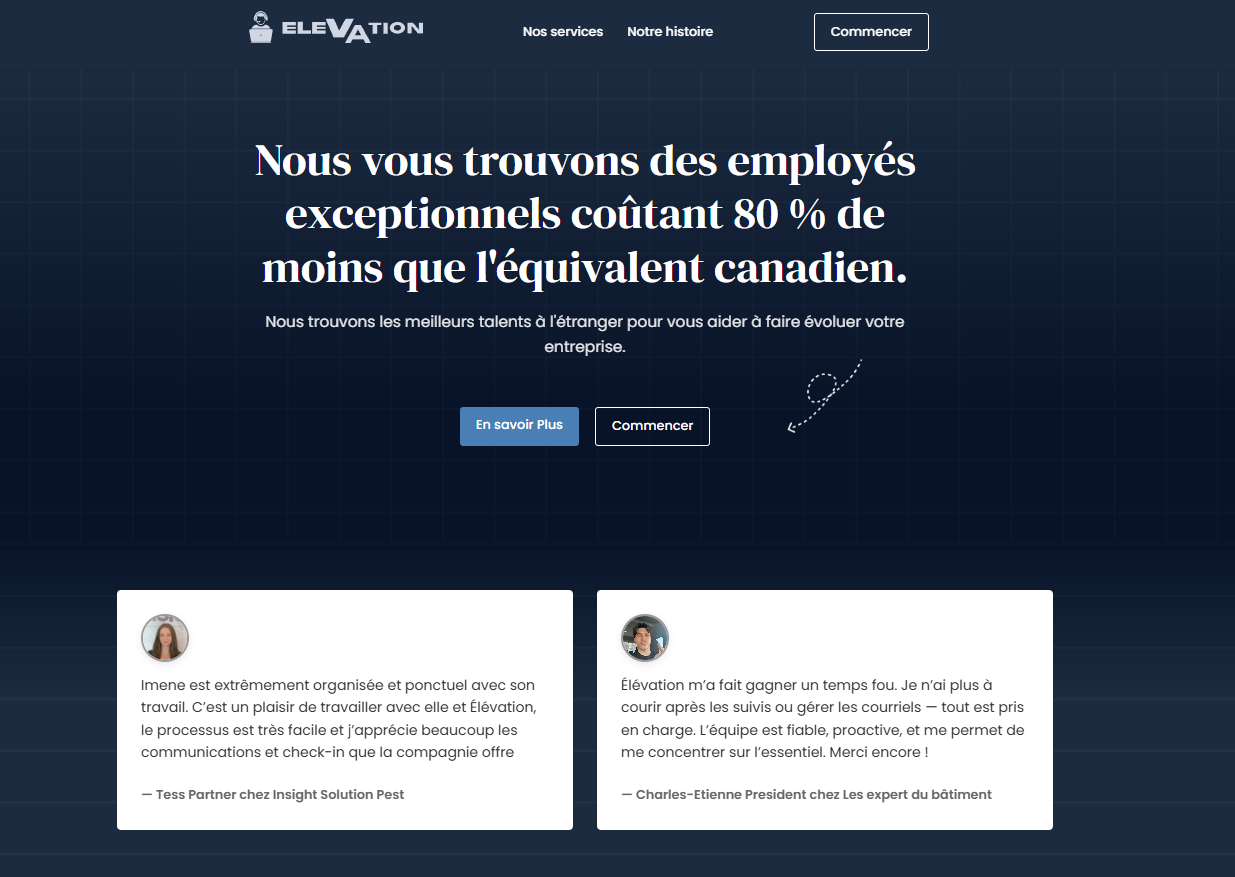 ELEVATION
Nos services
Notre histoire
Commencer
Nous vous trouvons des employés
exceptionnels coûtant 80 % de
moins que l'équivalent canadien.
Nous trouvons les meilleurs talents à l'étranger pour vous aider à faire évoluer votre
entreprise.
En savoir Plus
Commencer
Imene est extrêmement organisée et ponctuel avec son
travail. C’est un plaisir de travailler avec elle et Élévation,
le processus est très facile et j’apprécie beaucoup les
communications et check-in que la compagnie offre
— Tess Partner chez Insight Solution Pest
Élévation m’a fait gagner un temps fou. Je n’ai plus à
courir après les suivis ou gérer les courriels — tout est pris
en charge. L’équipe est fiable, proactive, et me permet de
me concentrer sur l’essentiel. Merci encore !
— Charles-Etienne President chez Les expert du bâtiment